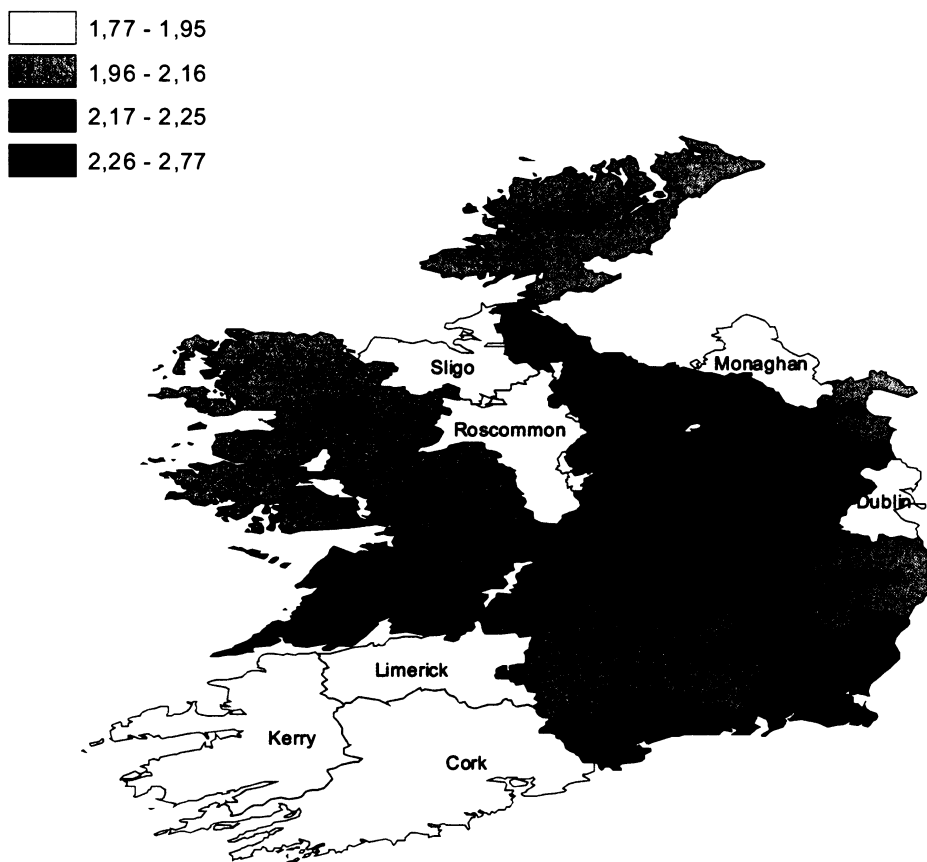 1,77 - 1,95
1,96 - 2,16
2,17 - 2,25
2,26 - 2,77
Sligo
Monaghan
Roscommon
Dublin
Limerick
Kerry
Cork